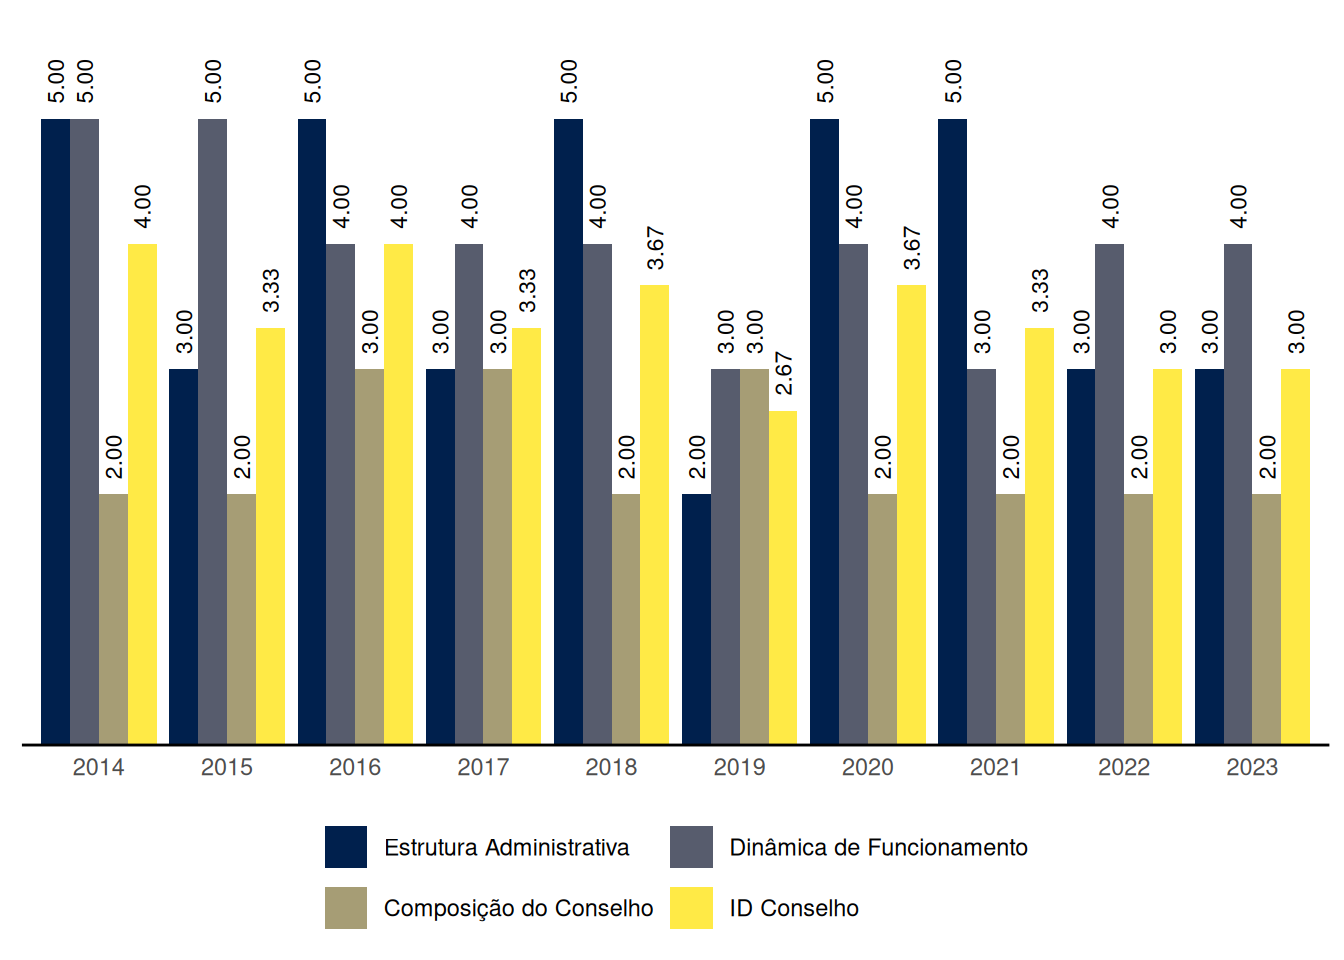 5.00 5.00 2.00 4.00
3.00 5.00 2.00 3.33
5.00 4.00 3.00 4.00
3.00 4.00 3.00 3.33
5.00 4.00 2.00 3.67
2.00 3.00 3.00 2.67
5.00 4.00 2.00 3.67
5.00 3.00 2.00 3.33
3.00 4.00 2.00 3.00
3.00 4.00 2.00 3.00
2014 2015 2016 2017 2018 2019 2020 2021 2022 2023
Estrutura Administrativa Dinâmica de Funcionamento
Composição do Conselho ID Conselho